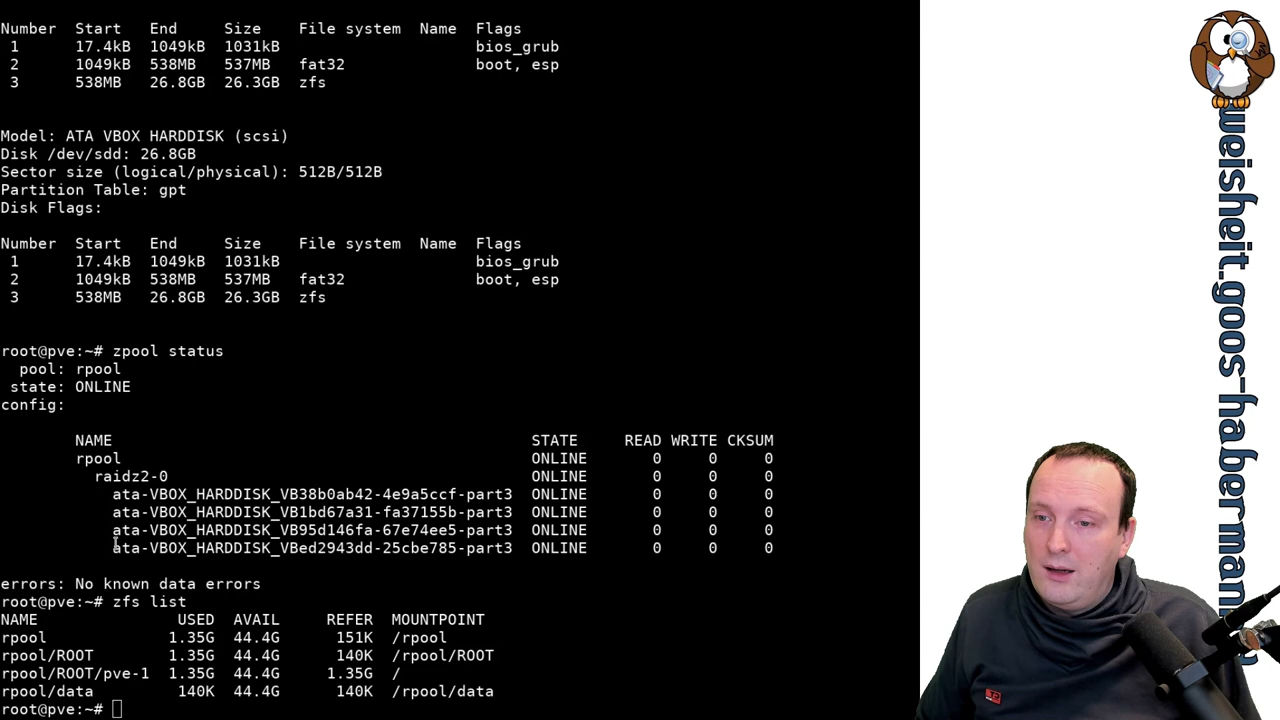 Number  Start   End     Size    File system  Name  Flags
 1      17.4kB  1049kB  1031kB                     bios_grub
 2      1049kB  538MB   537MB   fat32              boot, esp
 3      538MB   26.8GB  26.3GB  zfs
Model: ATA VBOX HARDDISK (scsi)
Disk /dev/sdd: 26.8GB
Sector size (logical/physical): 512B/512B
Partition Table: gpt
Disk Flags:
Number  Start   End     Size    File system  Name  Flags
 1      17.4kB  1049kB  1031kB                     bios_grub
 2      1049kB  538MB   537MB   fat32              boot, esp
 3      538MB   26.8GB  26.3GB  zfs
root@pve:~# zpool status
  pool: rpool
 state: ONLINE
config:
        NAME                                             STATE     READ WRITE CKSUM
        rpool                                            ONLINE       0     0     0
          raidz2-0                                       ONLINE       0     0     0
            ata-VBOX_HARDDISK_VB38b0ab42-4e9a5ccf-part3  ONLINE       0     0     0
            ata-VBOX_HARDDISK_VB1bd67a31-fa37155b-part3  ONLINE       0     0     0
            ata-VBOX_HARDDISK_VB95d146fa-67e74ee5-part3  ONLINE       0     0     0
            ata-VBOX_HARDDISK_VBed2943dd-25cbe785-part3  ONLINE       0     0     0
errors: No known data errors
root@pve:~# zfs list
NAME               USED  AVAIL     REFER  MOUNTPOINT
rpool             1.35G  44.4G      151K  /rpool
rpool/ROOT        1.35G  44.4G      140K  /rpool/ROOT
rpool/ROOT/pve-1  1.35G  44.4G     1.35G  /
rpool/data         140K  44.4G      140K  /rpool/data
root@pve:~#